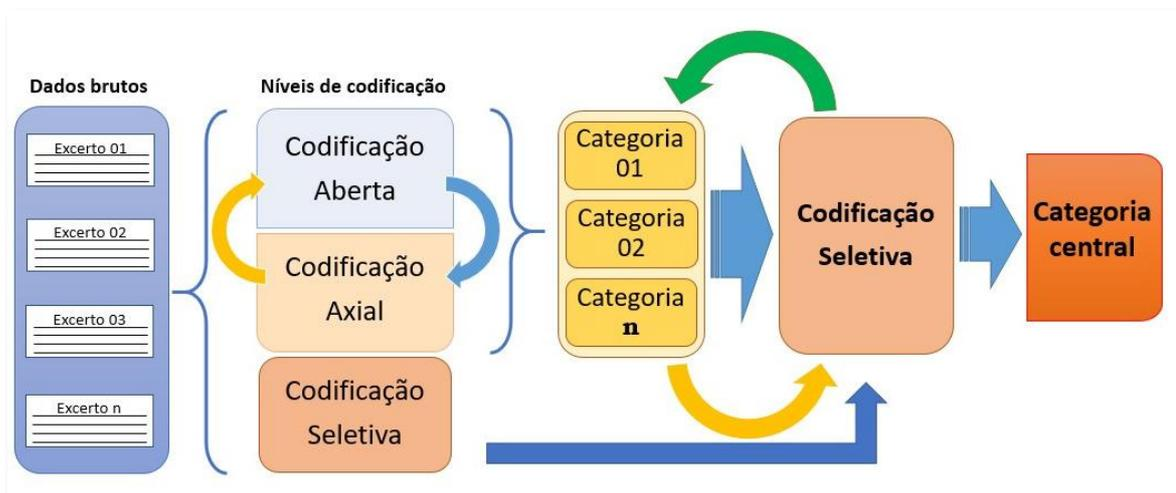 Dados brutos
Excerto 01
Excerto 02
Excerto 03
Excerto n
Níveis de codificação
Codificação
Aberta
Codificação
Axial
Codificação
Seletiva
Categoria
01
Categoria
02
Categoria
n
Codificação
Seletiva
Categoria
central